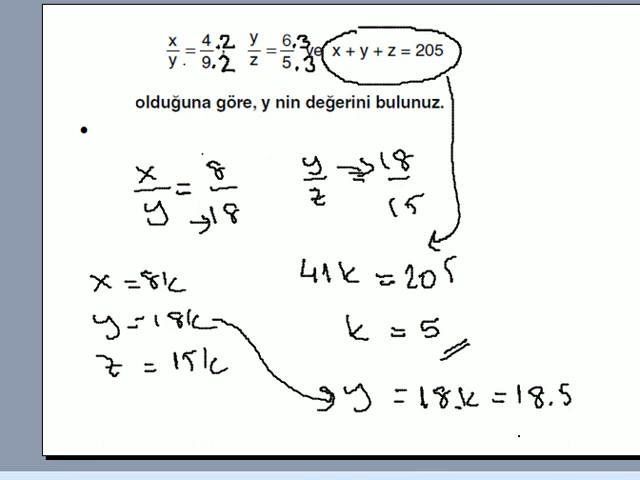 x/y = 4.2/9.2 y/z = 6.3/5.3 ve x + y + z = 205
olduğuna göre, y nin değerini bulunuz.
x/y = 8/18 y/z => 18/15
41k = 205
x = 8k
y = 18k k = 5
z = 15k
y = 18.k = 18.5